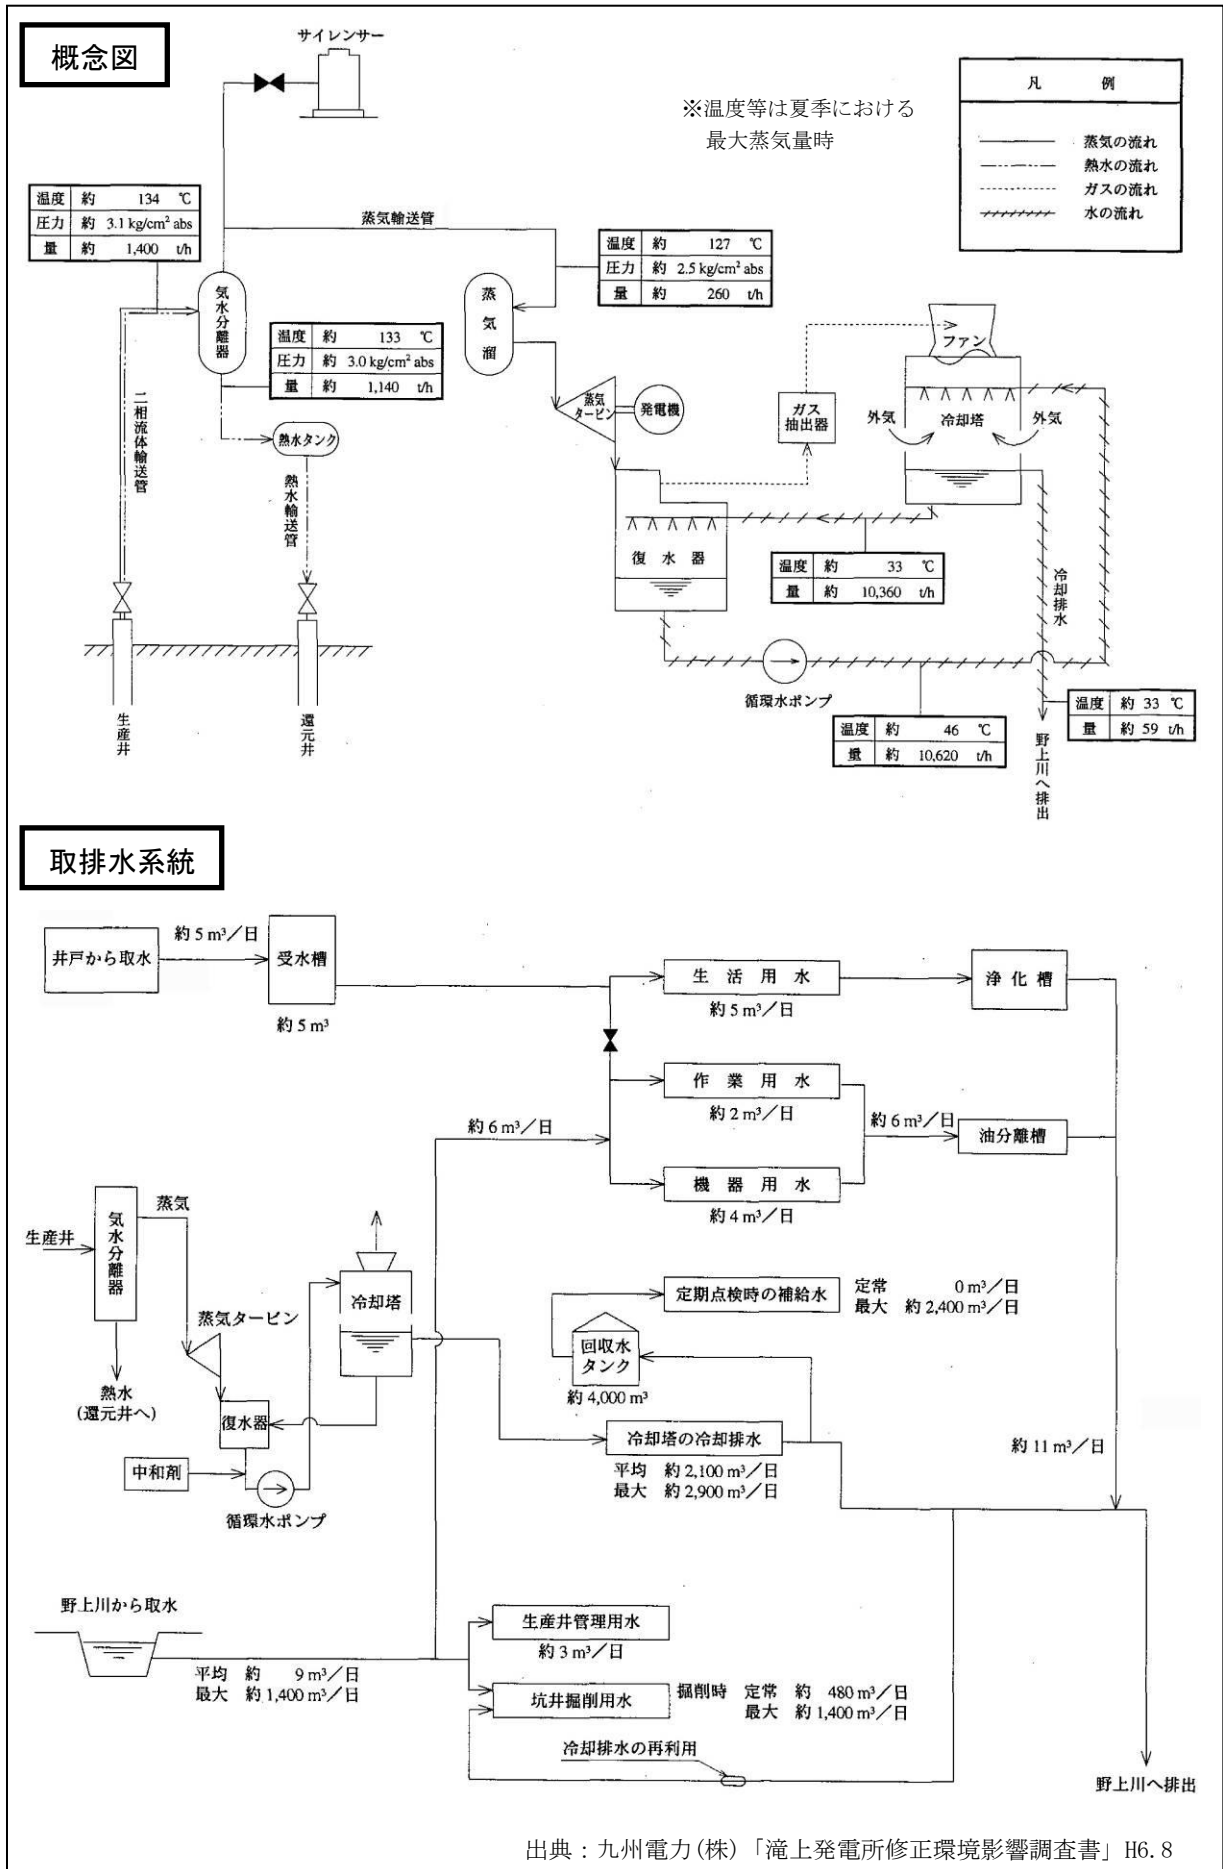 概念図
サイレンサー
※温度等は夏季における
最大蒸気量時
凡 例
蒸気の流れ
熱水の流れ
ガスの流れ
水の流れ
温度 約 134 ℃
圧力 約 3.1 kg/cm² abs
量 約 1,400 t/h
蒸気輸送管
温度 約 127 ℃
圧力 約 2.5 kg/cm² abs
量 約 260 t/h
気水分離器
蒸気溜
温度 約 133 ℃
圧力 約 3.0 kg/cm² abs
量 約 1,140 t/h
ファン
蒸気
タービン
発電機
ガス
抽出器
外気
冷却塔
外気
二相流体輸送管
熱水タンク
熱水輸送管
復水器
温度 約 33 ℃
量 約 10,360 t/h
冷却排水
循環水ポンプ
温度 約 33 ℃
量 約 59 t/h
温度 約 46 ℃
量 約 10,620 t/h
生産井
還元井
野上川へ排出
取排水系統
井戸から取水
約 5 m³/日
受水槽
約 5 m³
生活用水
約 5 m³/日
浄化槽
作業用水
約 2 m³/日
約 6 m³/日
約 6 m³/日
油分離槽
機器用水
約 4 m³/日
生産井
気水分離器
蒸気
蒸気タービン
冷却塔
熱水
(還元井へ)
復水器
中和剤
循環水ポンプ
定期点検時の補給水
定常 0 m³/日
最大 約 2,400 m³/日
回収水
タンク
約 4,000 m³
冷却塔の冷却排水
平均 約 2,100 m³/日
最大 約 2,900 m³/日
約 11 m³/日
野上川から取水
平均 約 9 m³/日
最大 約 1,400 m³/日
生産井管理用水
約 3 m³/日
坑井掘削用水
掘削時 定常 約 480 m³/日
最大 約 1,400 m³/日
冷却排水の再利用
野上川へ排出
出典：九州電力(株)「滝上発電所修正環境影響調査書」H6.8